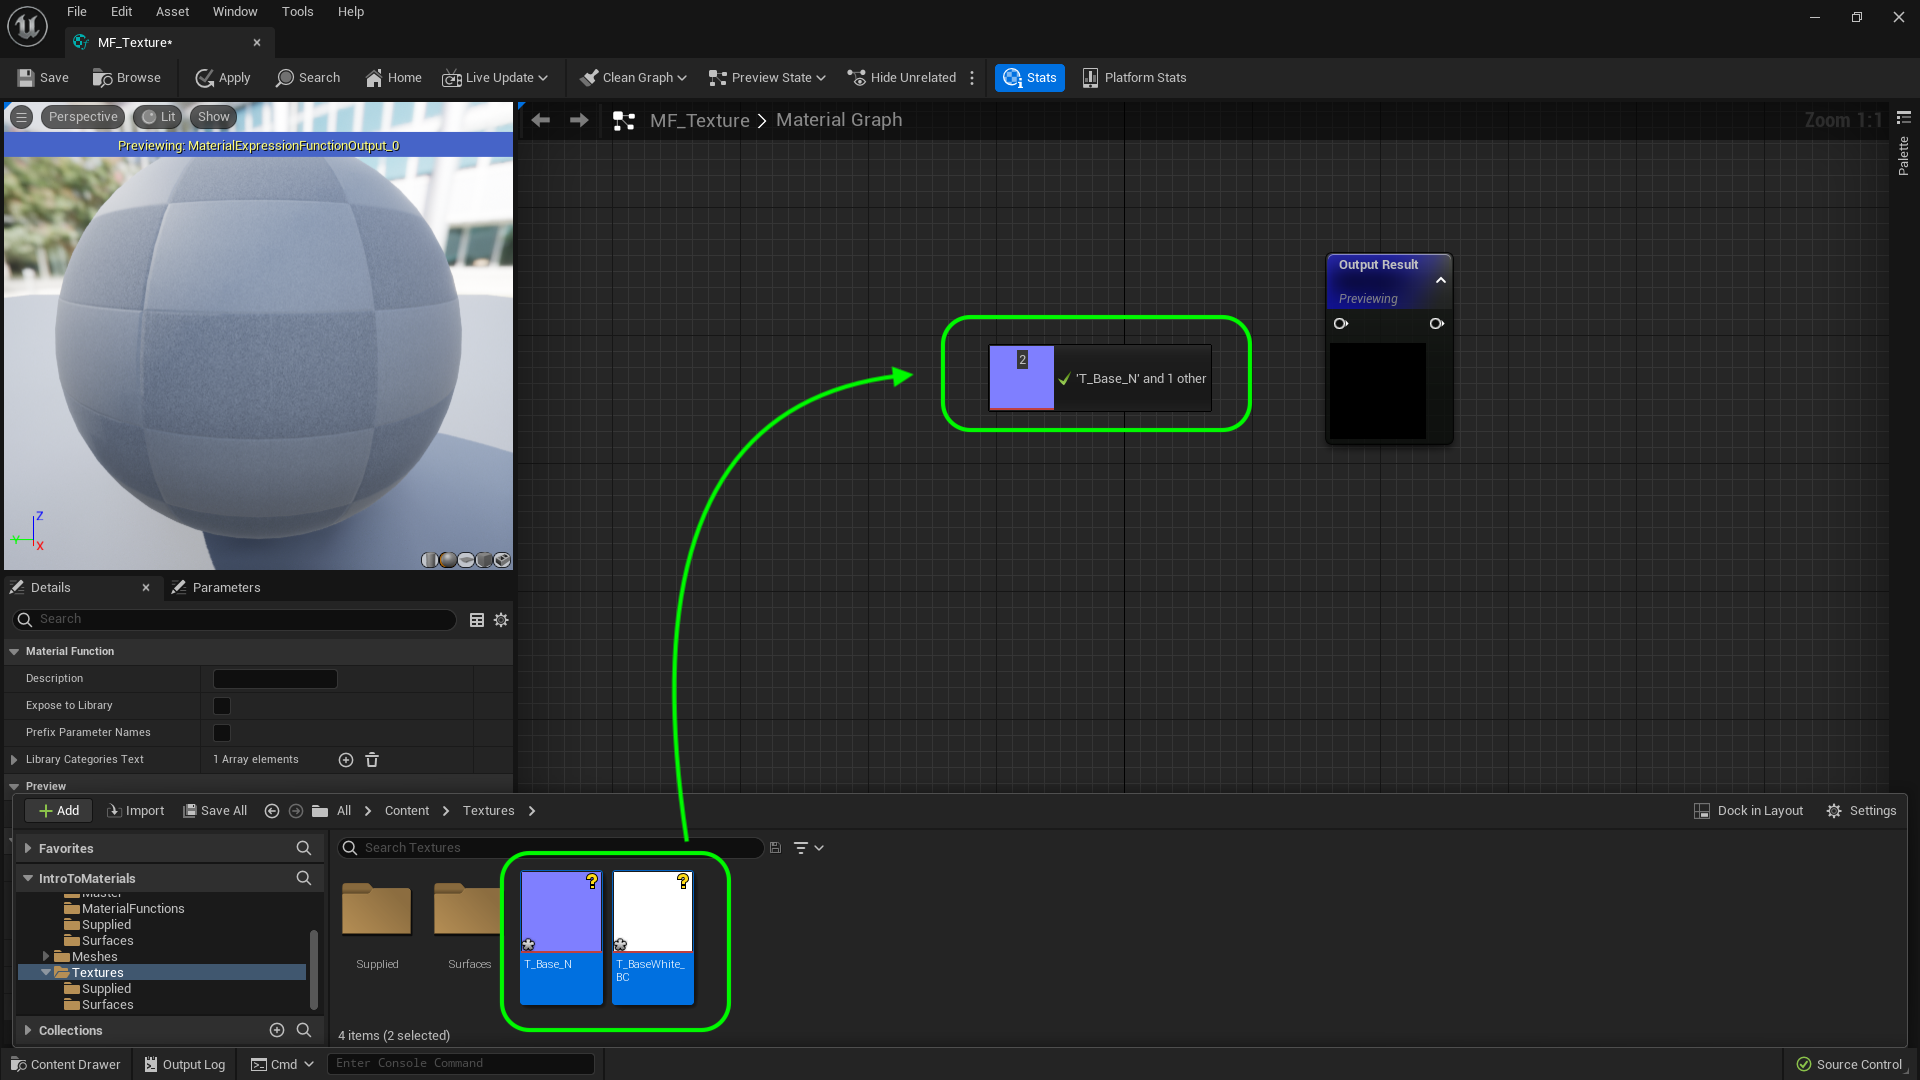 File Edit Asset Window Tools Help
MF_Texture*
Save Browse Apply Search Home Live Update Clean Graph Preview State Hide Unrelated Stats Platform Stats
Perspective Lit Show
Previewing: MaterialExpressionFunctionOutput_0
MF_Texture Material Graph
Zoom 1:1
Palette
Output Result
Previewing
2
'T_Base_N' and 1 other
Z
Y
X
Details Parameters
Search
Material Function
Description
Expose to Library
Prefix Parameter Names
Library Categories Text 1 Array elements
Preview
Add Import Save All All Content Textures Dock in Layout Settings
Favorites
Search Textures
IntroToMaterials
Master
MaterialFunctions
Supplied
Surfaces
Meshes
Textures
Supplied
Surfaces
Collections
Supplied
Surfaces
T_Base_N
T_BaseWhite_
BC
4 items (2 selected)
Content Drawer Output Log Cmd Enter Console Command Source Control